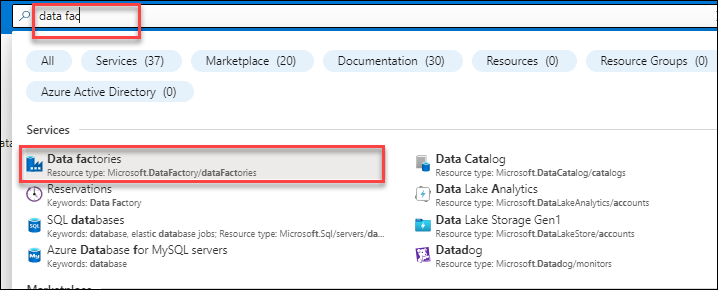 data fac
All
Services (37)
Marketplace (20)
Documentation (30)
Resources (0)
Resource Groups (0)
Azure Active Directory (0)
Services
Data factories
Resource type: Microsoft.DataFactory/dataFactories
Reservations
Keywords: Data Factory
SQL databases
Keywords: database, elastic database jobs; Resource type: Microsoft.Sql/servers/da...
Azure Database for MySQL servers
Keywords: database
Data Catalog
Resource type: Microsoft.DataCatalog/catalogs
Data Lake Analytics
Resource type: Microsoft.DataLakeAnalytics/accounts
Data Lake Storage Gen1
Resource type: Microsoft.DataLakeStore/accounts
Datadog
Resource type: Microsoft.Datadog/monitors